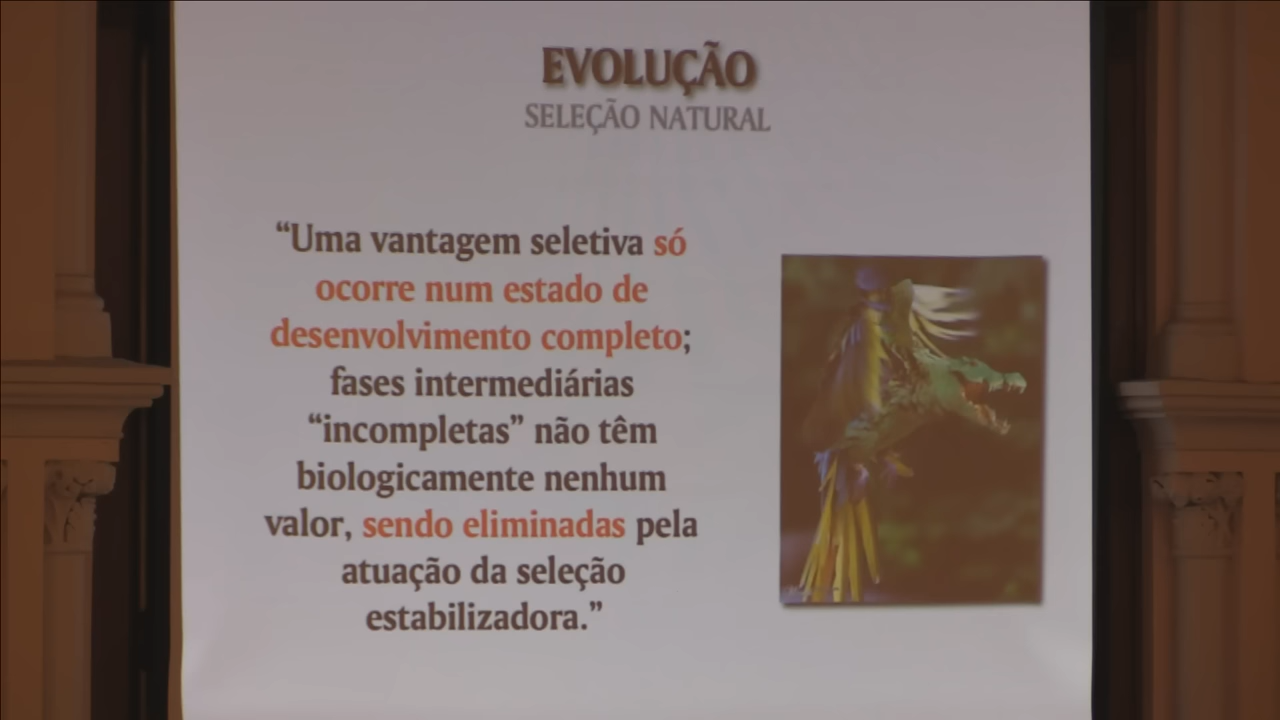 EVOLUÇÃO
SELEÇÃO NATURAL
“Uma vantagem seletiva só
ocorre num estado de
desenvolvimento completo;
fases intermediárias
“incompletas” não têm
biologicamente nenhum
valor, sendo eliminadas pela
atuação da seleção
estabilizadora.”